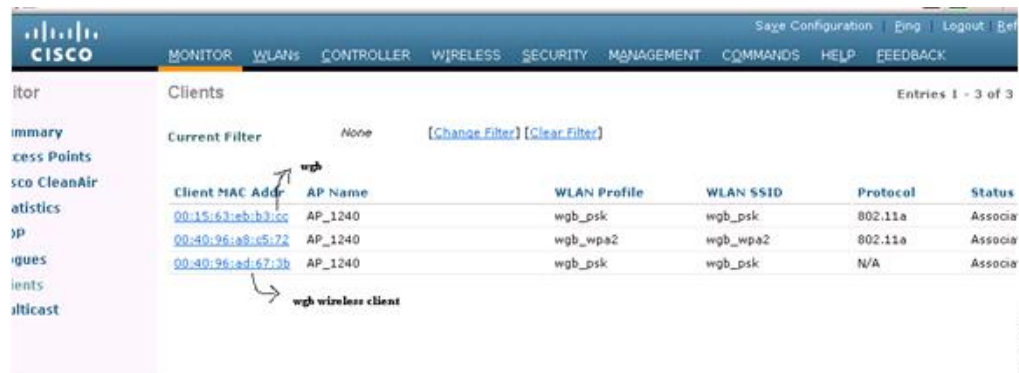 Save Configuration | Ping | Logout | Ref
CISCO
MONITOR WLANs CONTROLLER WIRELESS SECURITY MANAGEMENT COMMANDS HELP FEEDBACK
itor
Clients
Entries 1 - 3 of 3
mmary
Current Filter None [Change Filter] [Clear Filter]
cess Points
wgb
sco CleanAir
Client MAC Addr AP Name WLAN Profile WLAN SSID Protocol Status
atistics
00:15:63:eb:b3:cc AP_1240 wgb_psk wgb_psk 802.11a Associa
DP
00:40:96:a8:c5:72 AP_1240 wgb_wpa2 wgb_wpa2 802.11a Associa
gues
00:40:96:ad:67:3b AP_1240 wgb_psk wgb_psk N/A Associa
ients
wgb wireless client
ulticast